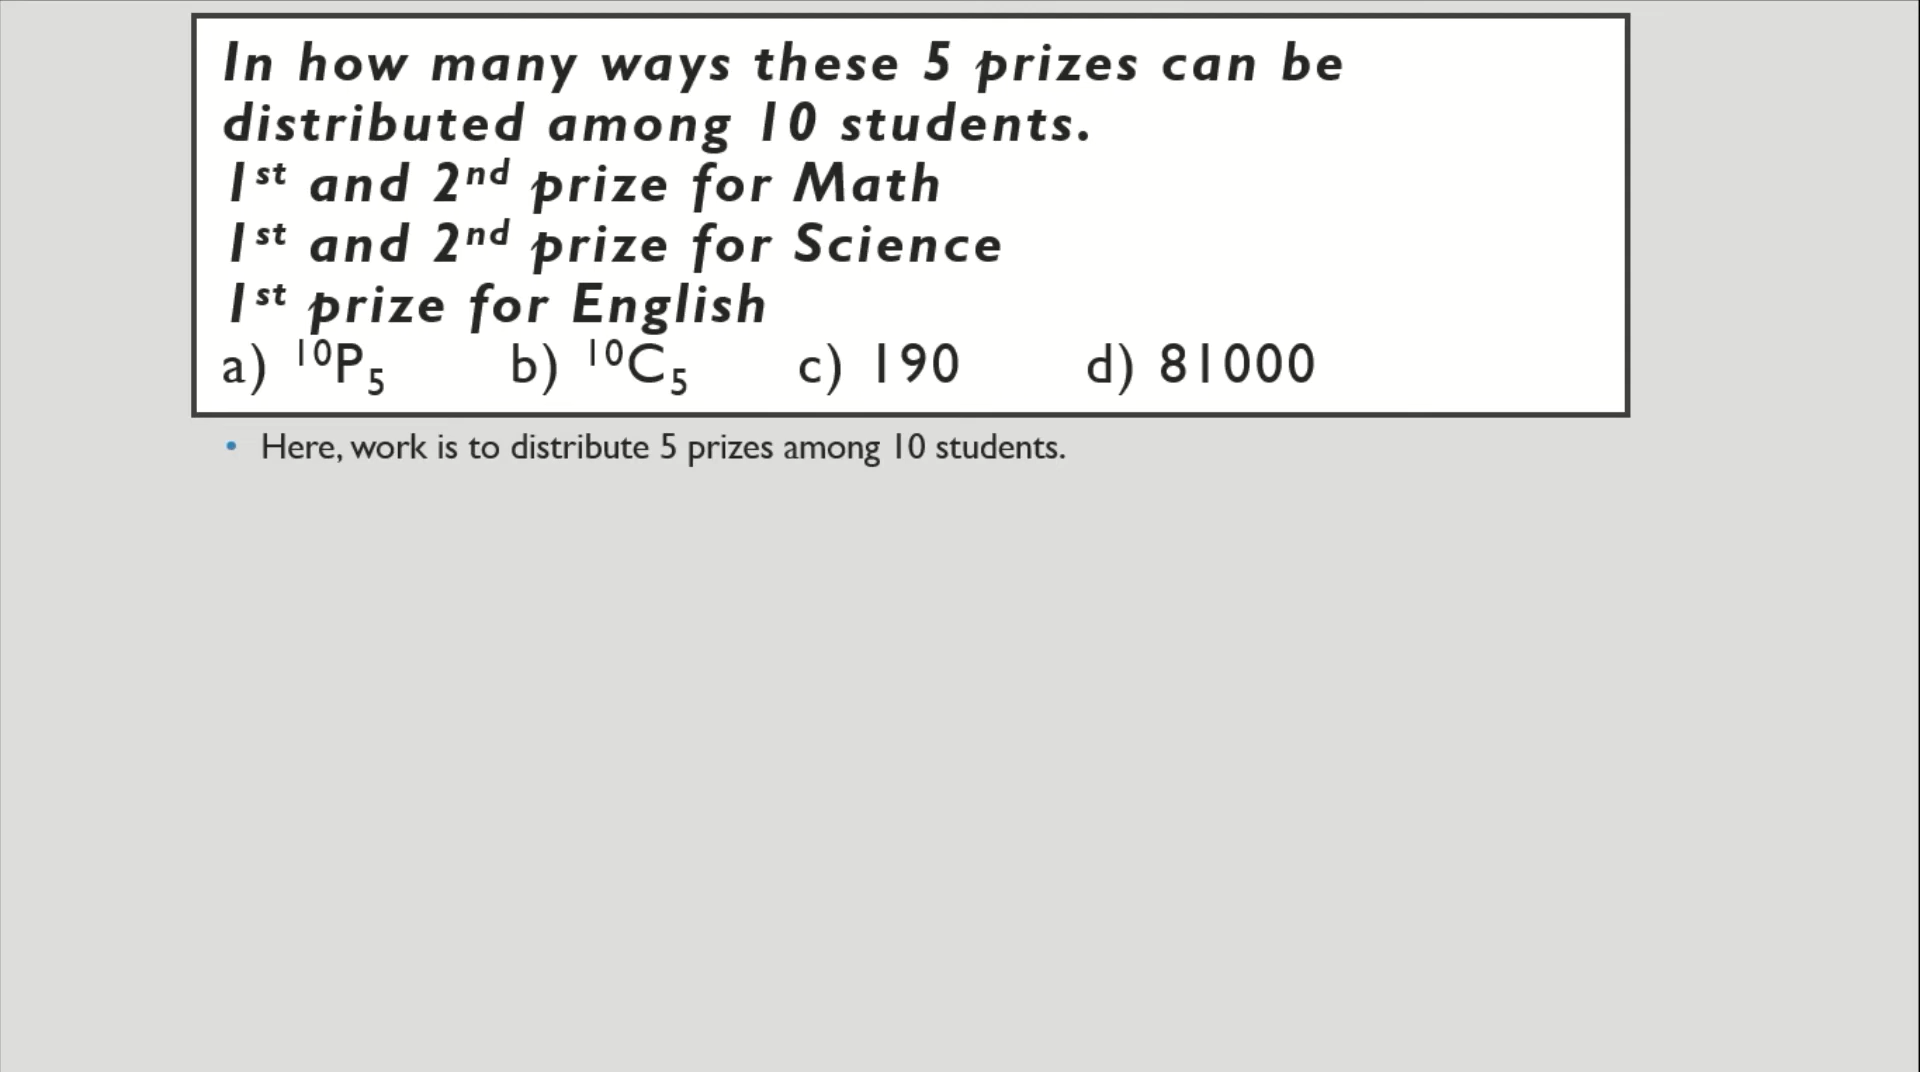 In how many ways these 5 prizes can be
distributed among 10 students.
1st and 2nd prize for Math
1st and 2nd prize for Science
1st prize for English
a) ¹⁰P₅ b) ¹⁰C₅ c) 190 d) 81000
• Here, work is to distribute 5 prizes among 10 students.